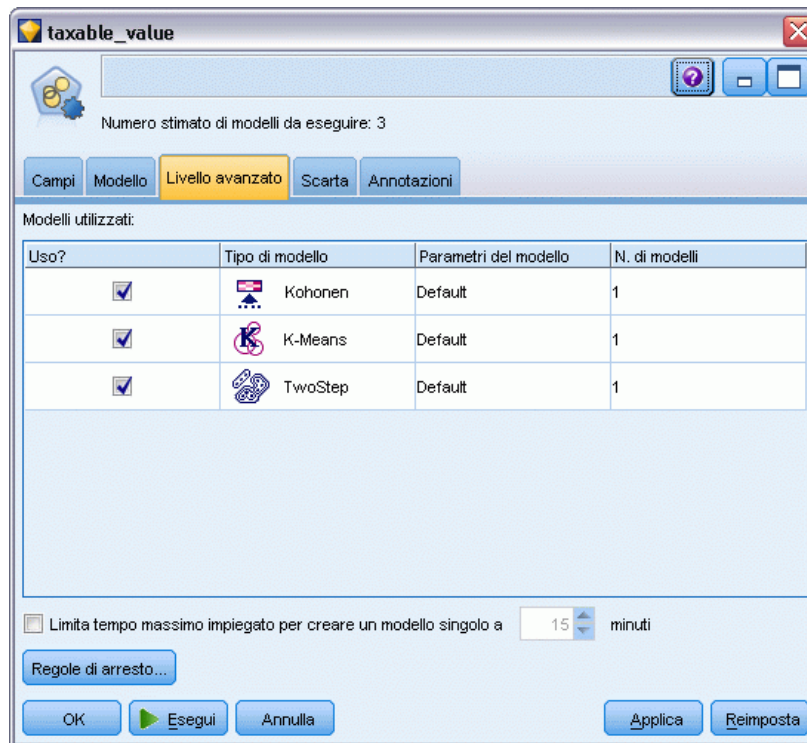 taxable_value
Numero stimato di modelli da eseguire: 3
Campi Modello Livello avanzato Scarta Annotazioni
Modelli utilizzati:
Uso? Tipo di modello Parametri del modello N. di modelli
Kohonen Default 1
K-Means Default 1
TwoStep Default 1
Limita tempo massimo impiegato per creare un modello singolo a 15 minuti
Regole di arresto...
OK Esegui Annulla Applica Reimposta